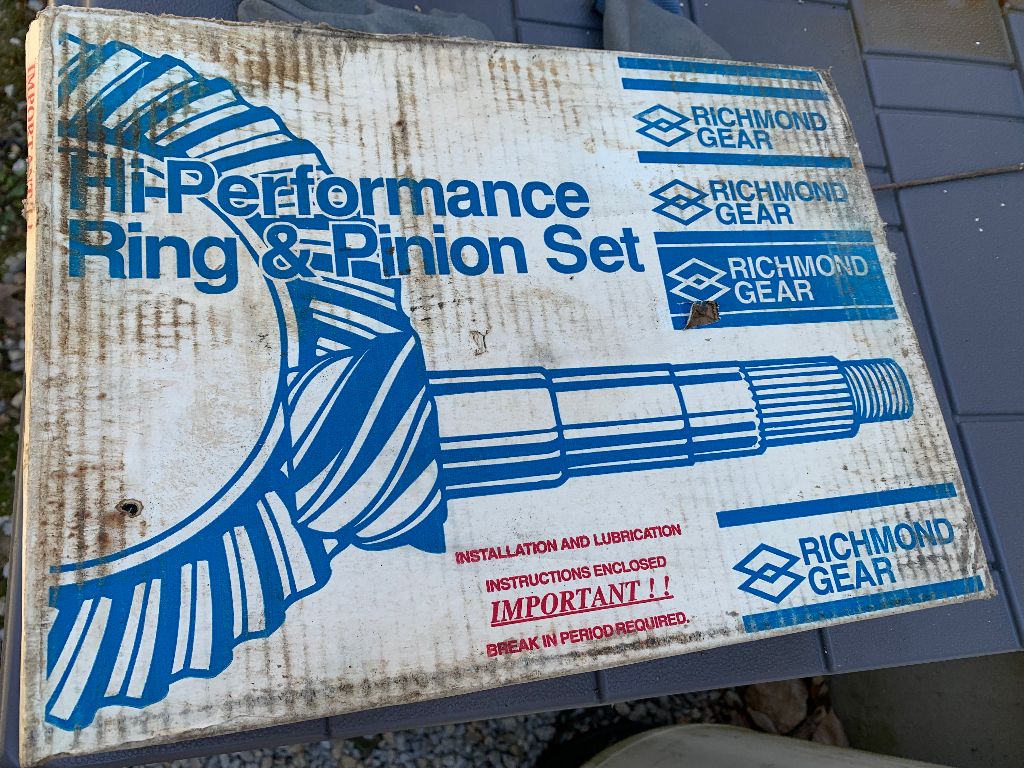 Hi-Performance
Ring & Pinion Set
RICHMOND
GEAR
RICHMOND
GEAR
RICHMOND
GEAR
INSTALLATION AND LUBRICATION
INSTRUCTIONS ENCLOSED
IMPORTANT ! !
BREAK IN PERIOD REQUIRED.
RICHMOND
GEAR